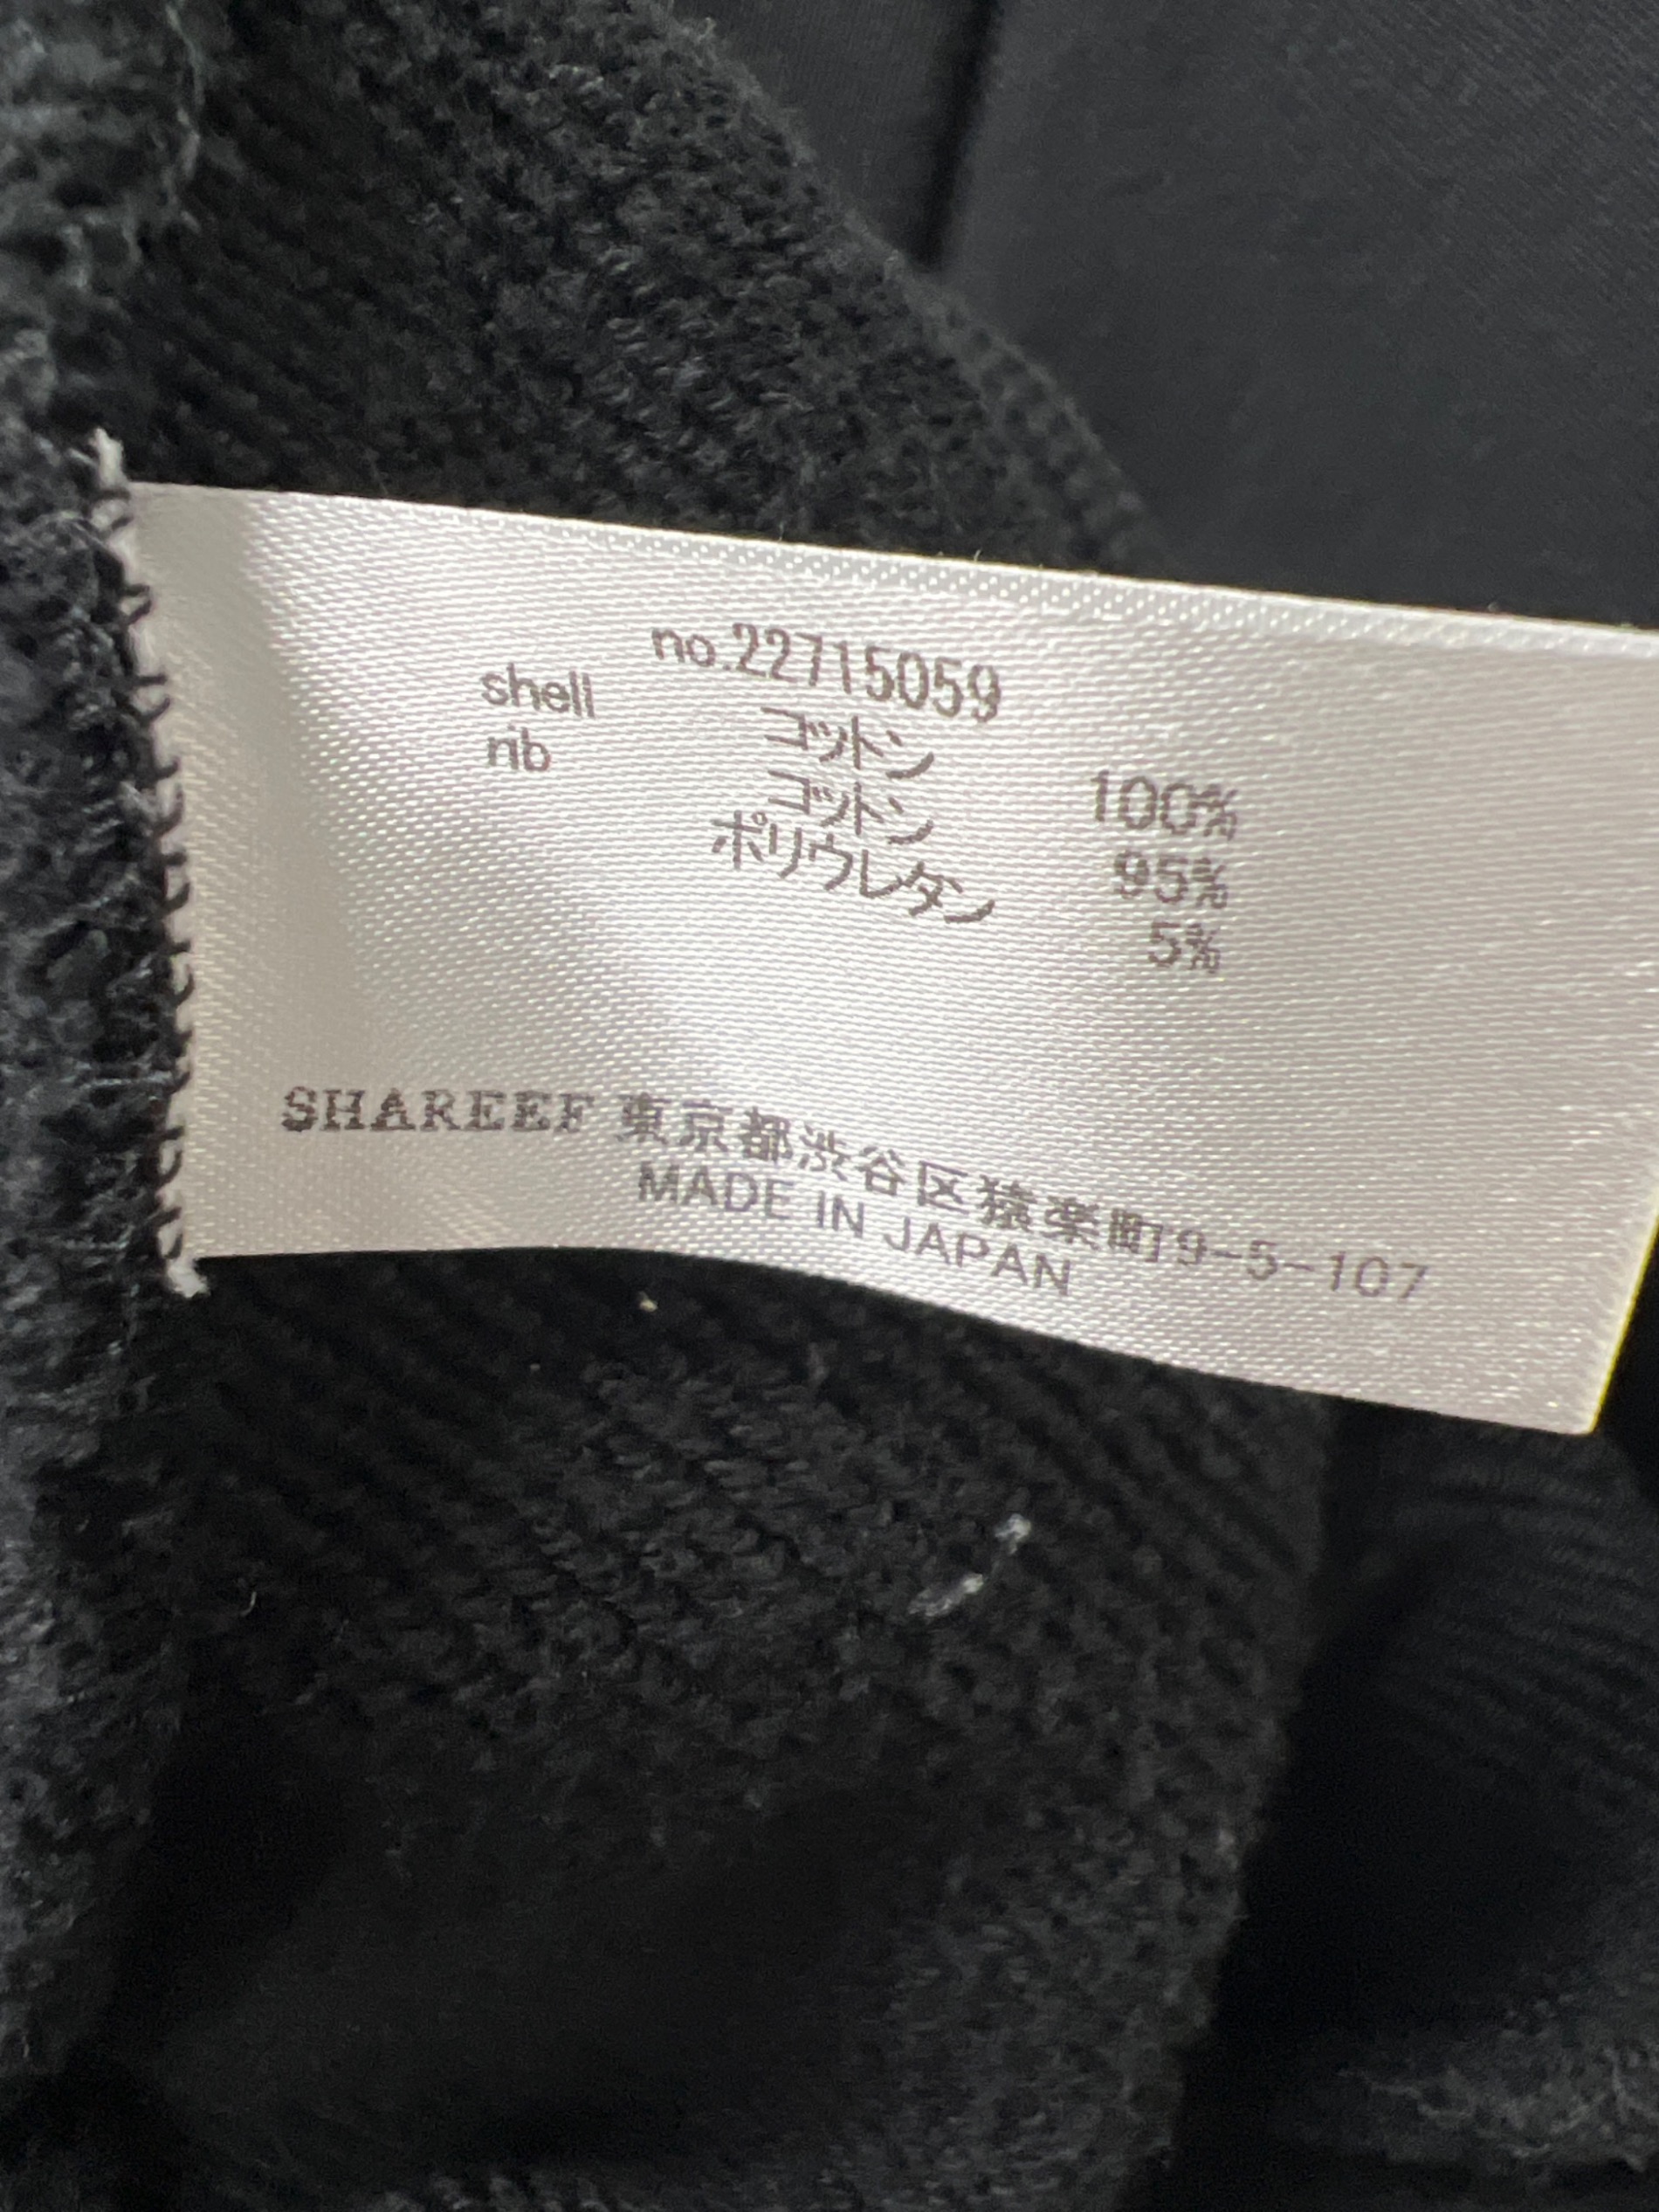 no.22715059
shell コットン 100%
rib コットン 95%
ポリウレタン 5%
SHAREEF 東京都渋谷区猿楽町9-5-107
MADE IN JAPAN